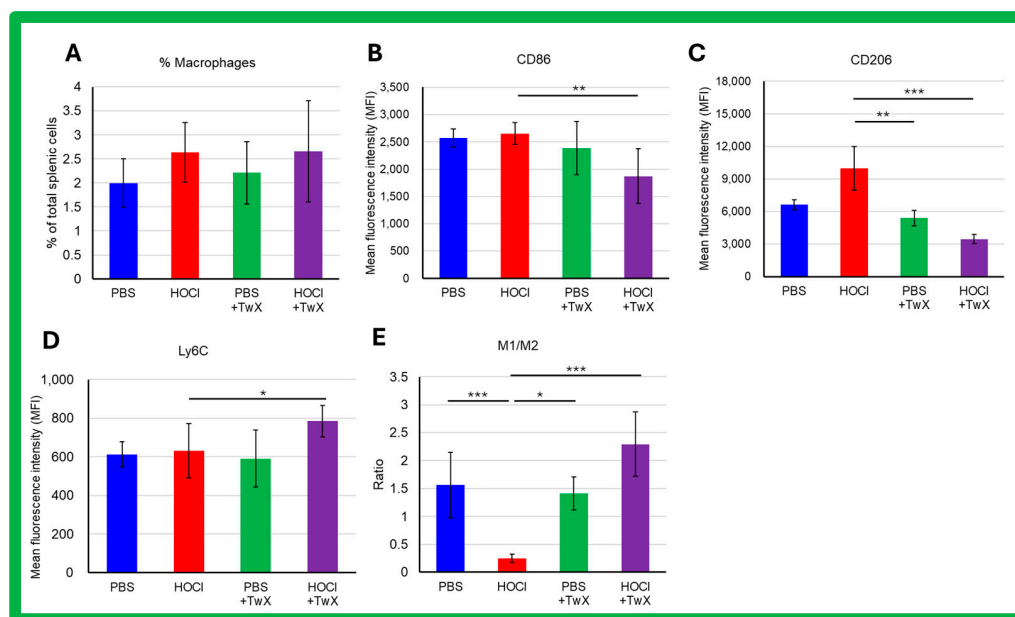 A
% Macrophages
% of total splenic cells
4
3.5
3
2.5
2
1.5
1
0.5
0
PBS
HOCl
PBS
+TwX
HOCl
+TwX
B
CD86
Mean fluorescence intensity (MFI)
3,500
3,000
2,500
2,000
1,500
1,000
500
0
**
PBS
HOCl
PBS
+TwX
HOCl
+TwX
C
CD206
Mean fluorescence intensity (MFI)
18,000
15,000
12,000
9,000
6,000
3,000
0
***
**
PBS
HOCl
PBS
+TwX
HOCl
+TwX
D
Ly6C
Mean fluorescence intensity (MFI)
1,000
800
600
400
200
0
*
PBS
HOCl
PBS
+TwX
HOCl
+TwX
E
M1/M2
Ratio
3.5
3
2.5
2
1.5
1
0.5
0
***
*** *
PBS
HOCl
PBS
+TwX
HOCl
+TwX